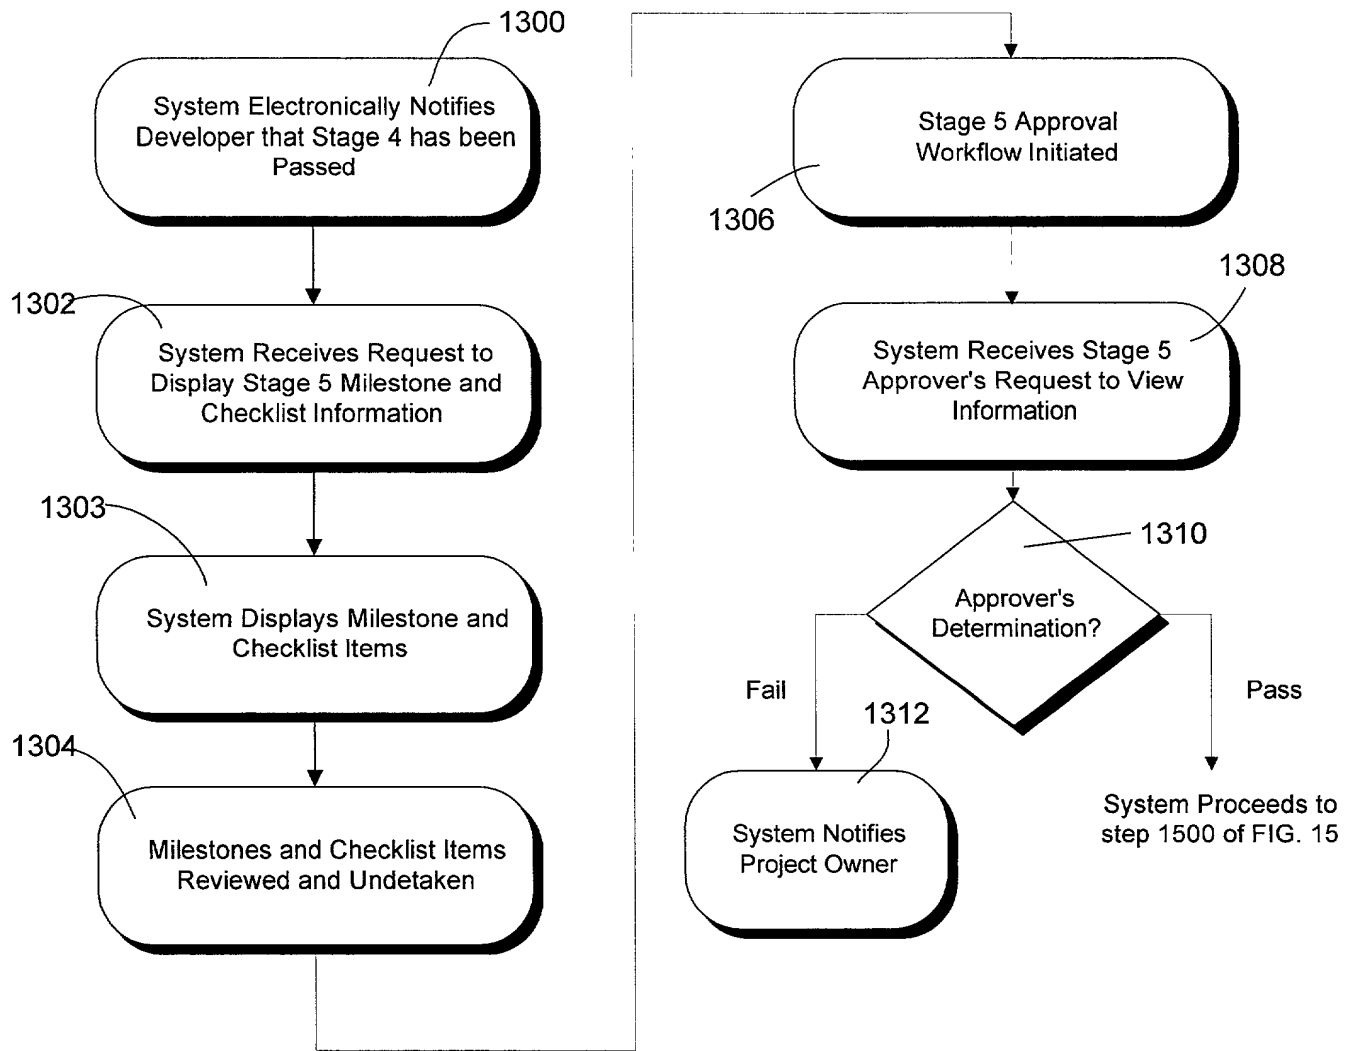 1300
System Electronically Notifies
Developer that Stage 4 has been
Passed
1302
System Receives Request to
Display Stage 5 Milestone and
Checklist Information
1303
System Displays Milestone and
Checklist Items
1304
Milestones and Checklist Items
Reviewed and Undetaken
Stage 5 Approval
Workflow Initiated
1306
1308
System Receives Stage 5
Approver's Request to View
Information
1310
Approver's
Determination?
Fail
Pass
1312
System Notifies
Project Owner
System Proceeds to
step 1500 of FIG. 15